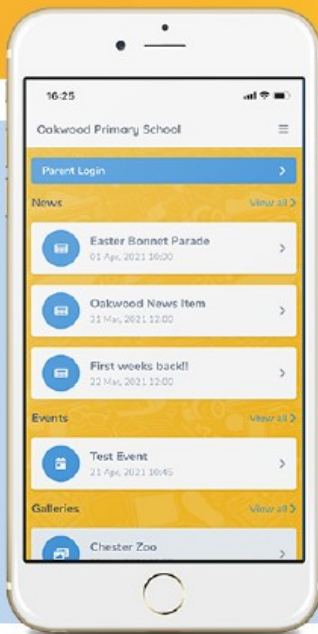 16:25
Oakwood Primary School
Parent Login
News
View all
Easter Bonnet Parade
01 Apr, 2021 10:00
Oakwood News Item
31 Mar, 2021 12:00
First weeks back!!
22 Mar, 2021 12:00
Events
View all
Test Event
21 Apr, 2021 10:45
Galleries
View all
Chester Zoo